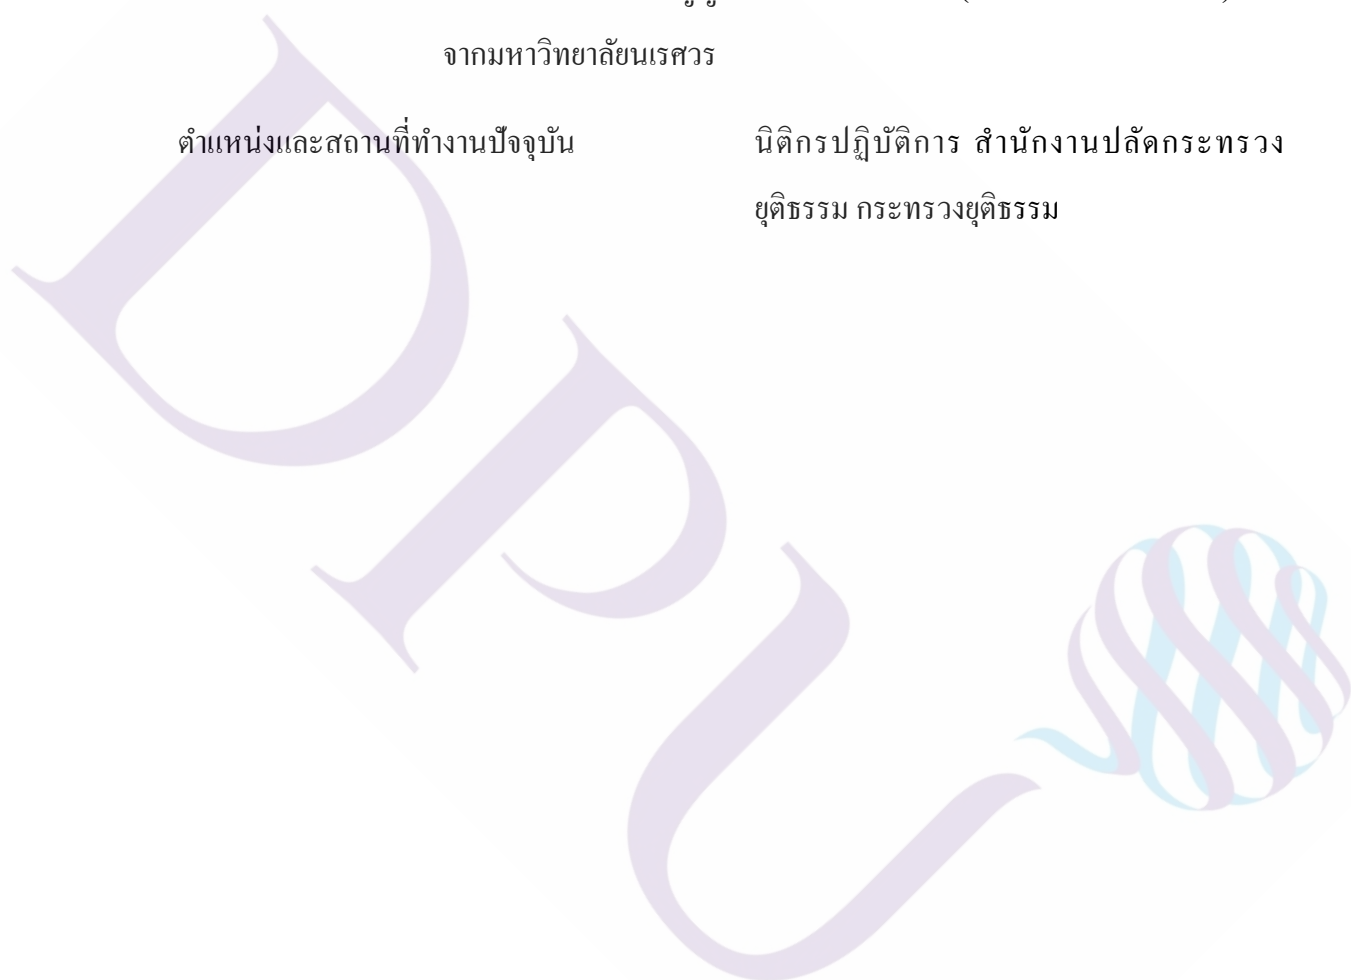 จากมหาวิทยาลัยนเรศวร
ตำแหน่งและสถานที่ทำงานปัจจุบัน นิติกรปฏิบัติการ สำนักงานปลัดกระทรวง
ยุติธรรม กระทรวงยุติธรรม
DPU